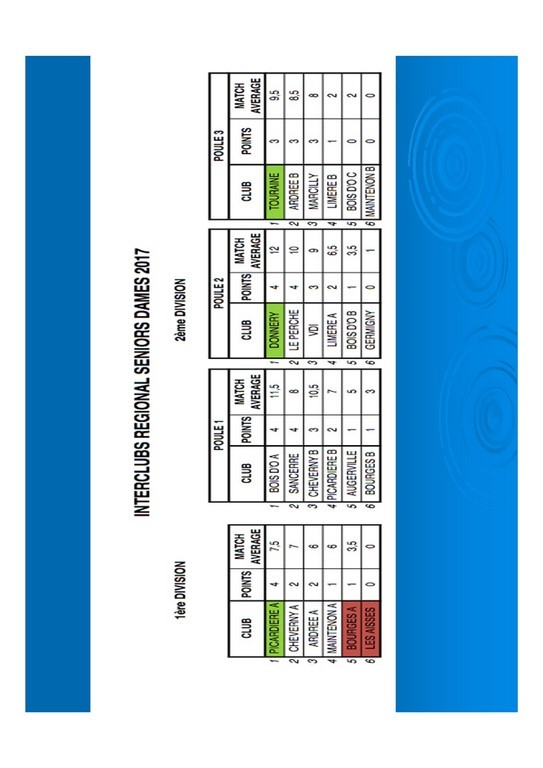 INTERCLUBS REGIONAL SENIORS DAMES 2017
1ère DIVISION
CLUB POINTS MATCH AVERAGE
1 PICARDIERE A 4 7,5
2 CHEVERNY A 2 7
3 ARDREE A 2 6
4 MAINTENON A 1 6
5 BOURGES A 1 3,5
6 LES AISSES 0 0
2ème DIVISION
POULE 1
CLUB POINTS MATCH AVERAGE
1 BOIS D'O A 4 11,5
2 SANCERRE 4 8
3 CHEVERNY B 3 10,5
4 PICARDIERE B 2 7
5 AUGERVILLE 1 5
6 BOURGES B 1 3
POULE 2
CLUB POINTS MATCH AVERAGE
1 DONNERY 4 12
2 LE PERCHE 4 10
3 VDI 3 9
4 LIMERE A 2 6,5
5 BOIS D'O B 1 3,5
6 GERMIGNY 0 1
POULE 3
CLUB POINTS MATCH AVERAGE
1 TOURAINE 3 9,5
2 ARDREE B 3 8,5
3 MARCILLY 3 8
4 LIMERE B 1 2
5 BOIS D'O C 0 2
6 MAINTENON B 0 0